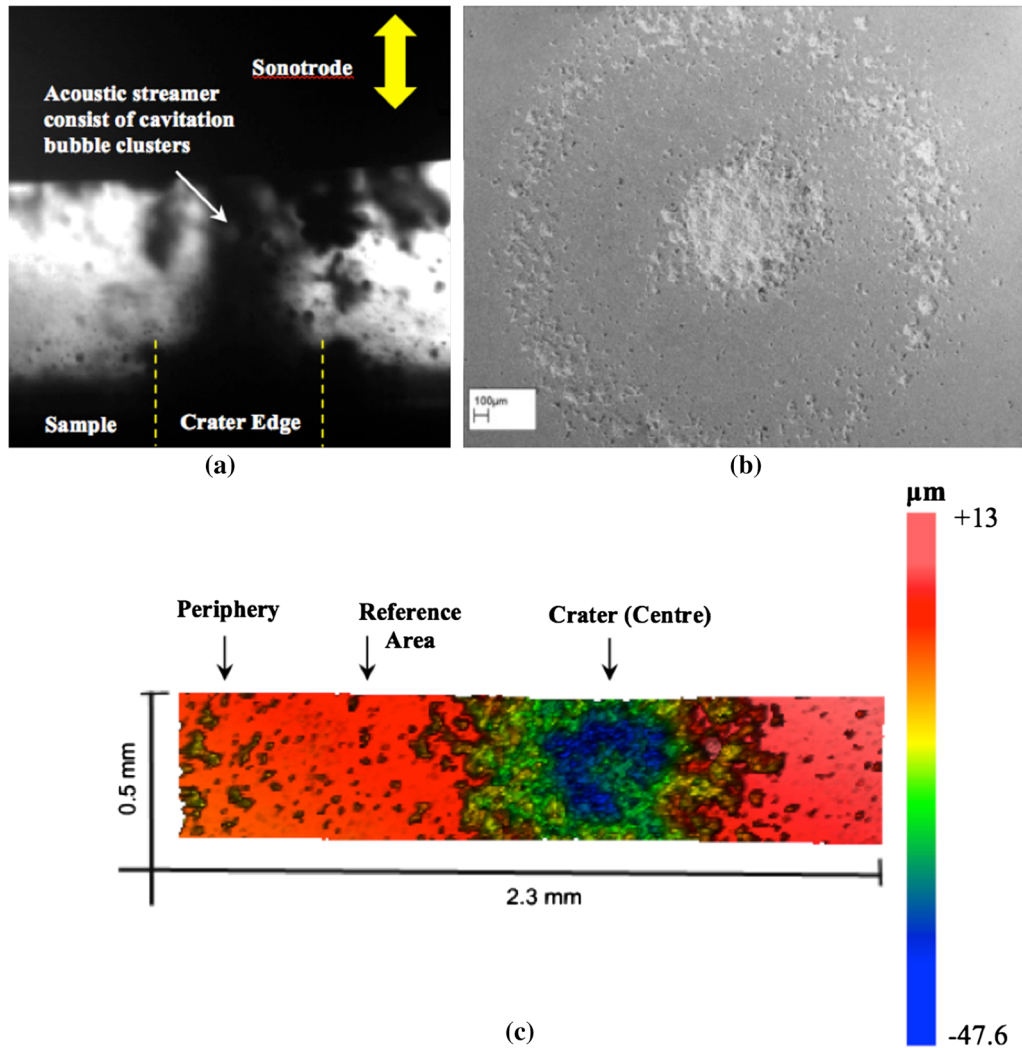 Sonotrode
Acoustic streamer
consist of cavitation
bubble clusters
Sample
Crater Edge
(a)
100µm
(b)
µm
+13
Periphery
Reference
Area
Crater (Centre)
0.5 mm
2.3 mm
-47.6
(c)